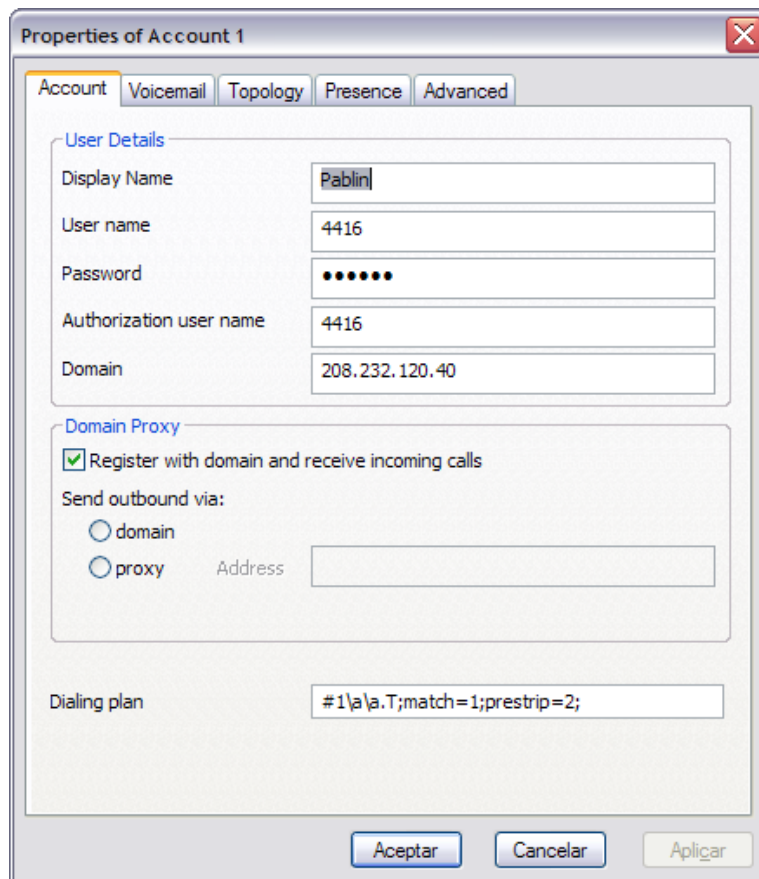 Properties of Account 1
Account Voicemail Topology Presence Advanced
User Details
Display Name Pablin
User name 4416
Password ••••••
Authorization user name 4416
Domain 208.232.120.40
Domain Proxy
Register with domain and receive incoming calls
Send outbound via:
domain
proxy Address
Dialing plan #1\a\a.T;match=1;prestrip=2;
Aceptar Cancelar Aplicar